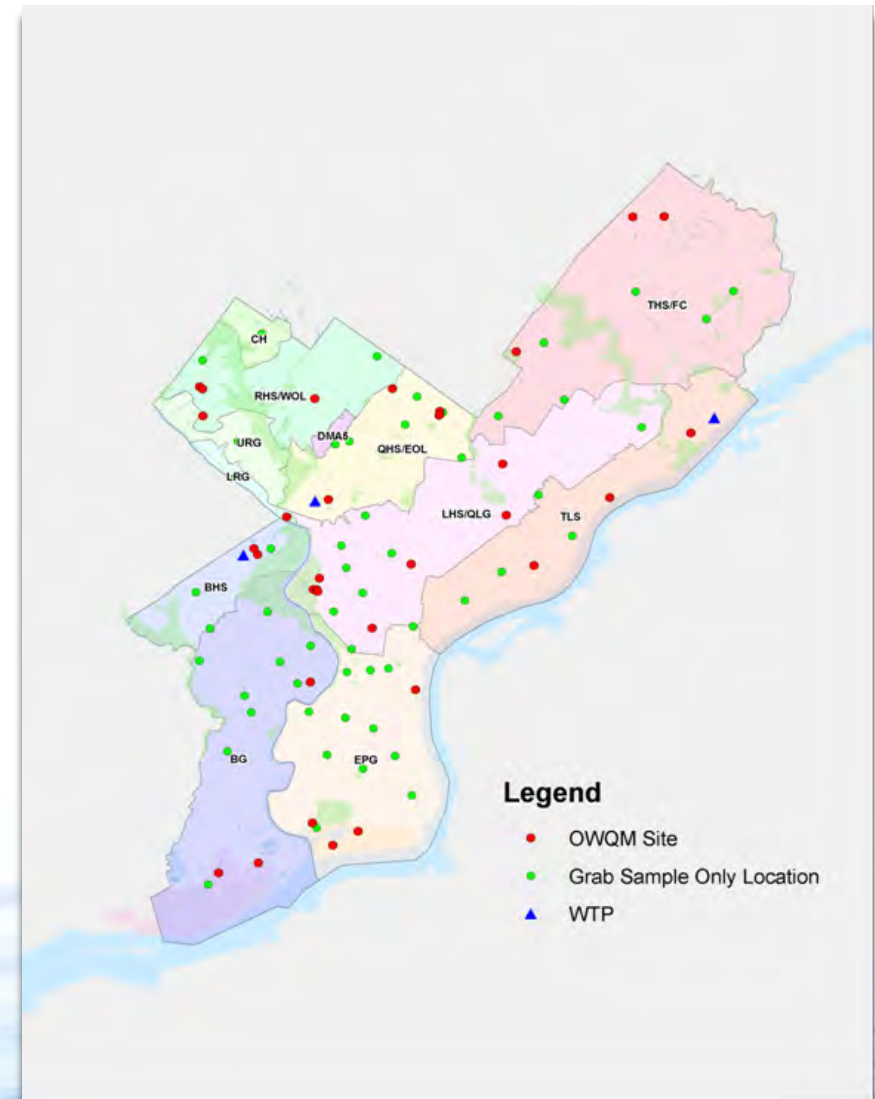 THS/FC
CH
RHS/WOL
DMA5
URG
QHS/EOL
LRG
LHS/QLG
TLS
BHS
BG
EPG
Legend
OWQM Site
Grab Sample Only Location
WTP